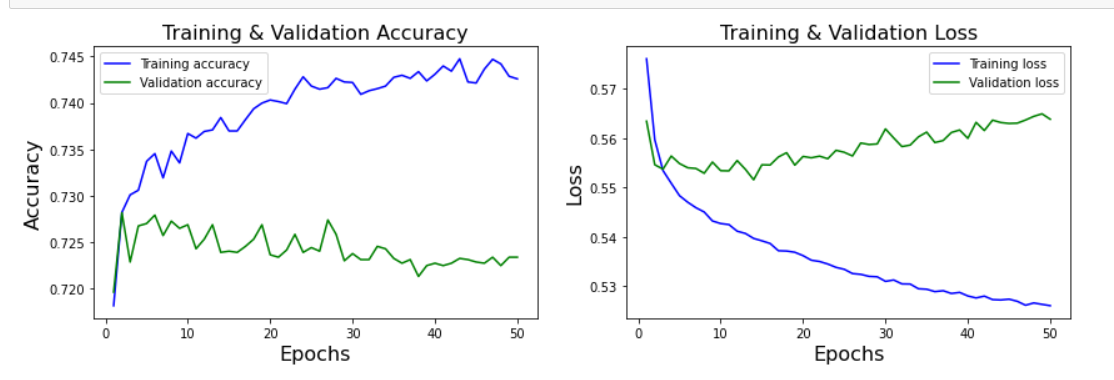 Training & Validation Accuracy
0.745
0.740
0.735
0.730
0.725
0.720
Accuracy
Training accuracy
Validation accuracy
0
10
20
30
40
50
Epochs
Training & Validation Loss
0.57
0.56
0.55
0.54
0.53
Loss
Training loss
Validation loss
0
10
20
30
40
50
Epochs